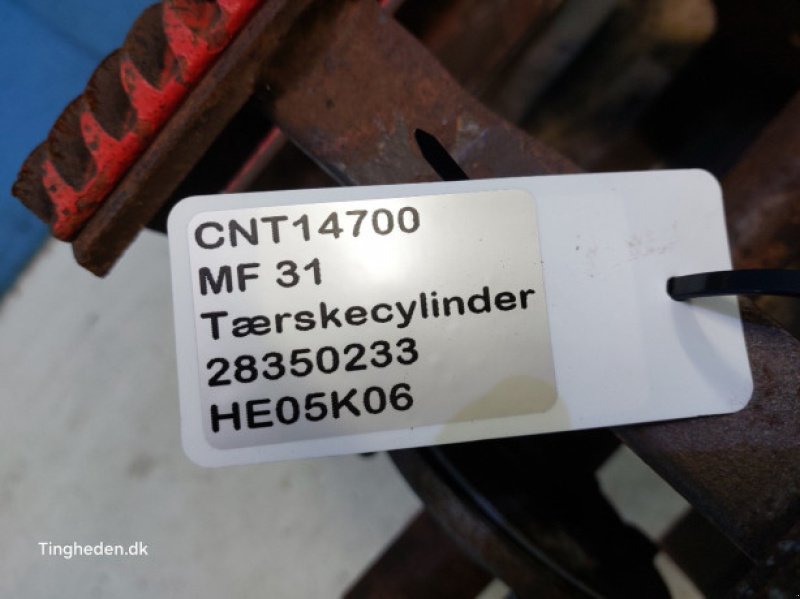 CNT14700
MF 31
Tærskecylinder
28350233
HE05K06
Tingheden.dk